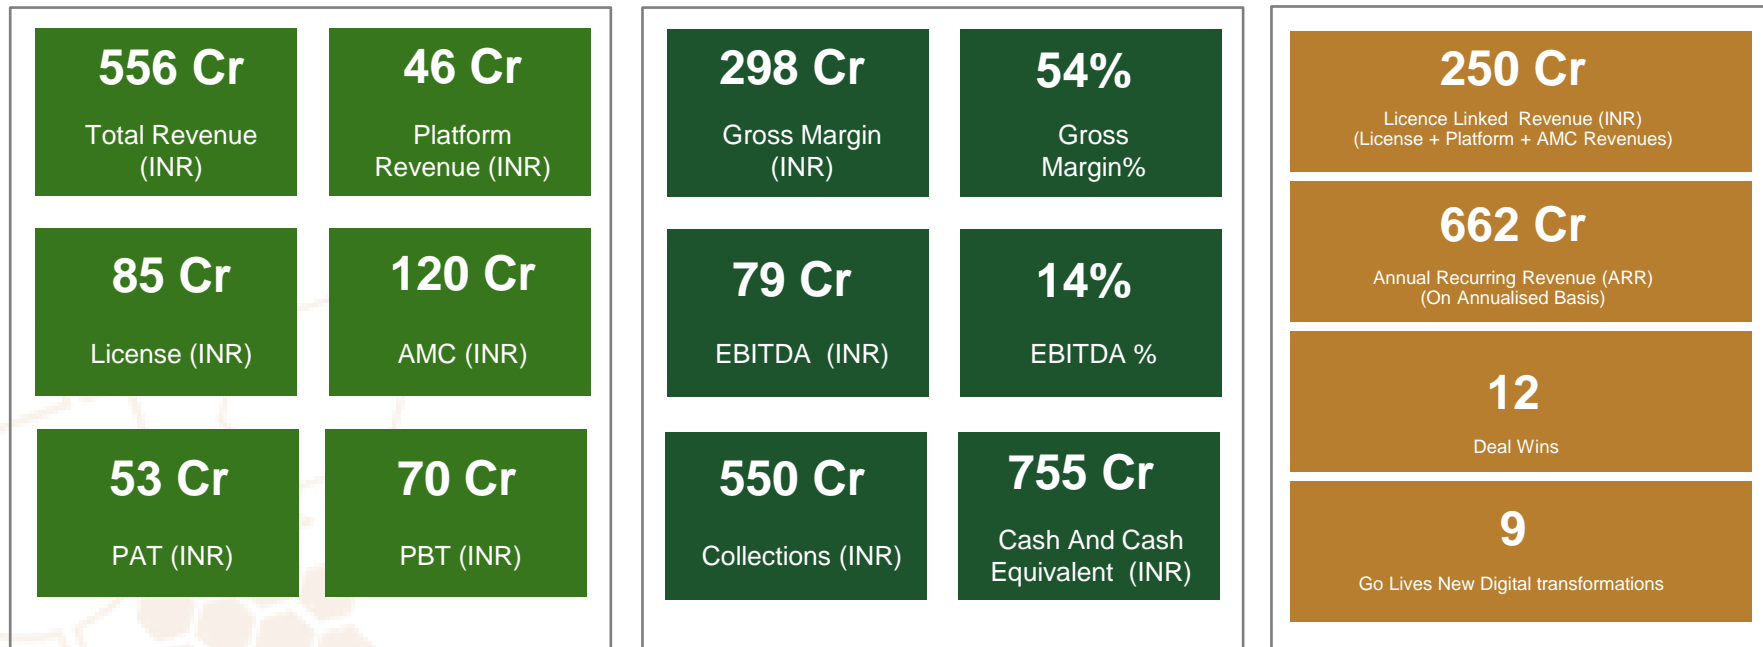 556 Cr
Total Revenue
(INR)
46 Cr
Platform
Revenue (INR)
85 Cr
License (INR)
120 Cr
AMC (INR)
53 Cr
PAT (INR)
70 Cr
PBT (INR)
298 Cr
Gross Margin
(INR)
54%
Gross
Margin%
79 Cr
EBITDA (INR)
14%
EBITDA %
550 Cr
Collections (INR)
755 Cr
Cash And Cash
Equivalent (INR)
250 Cr
Licence Linked Revenue (INR)
(License + Platform + AMC Revenues)
662 Cr
Annual Recurring Revenue (ARR)
(On Annualised Basis)
12
Deal Wins
9
Go Lives New Digital transformations